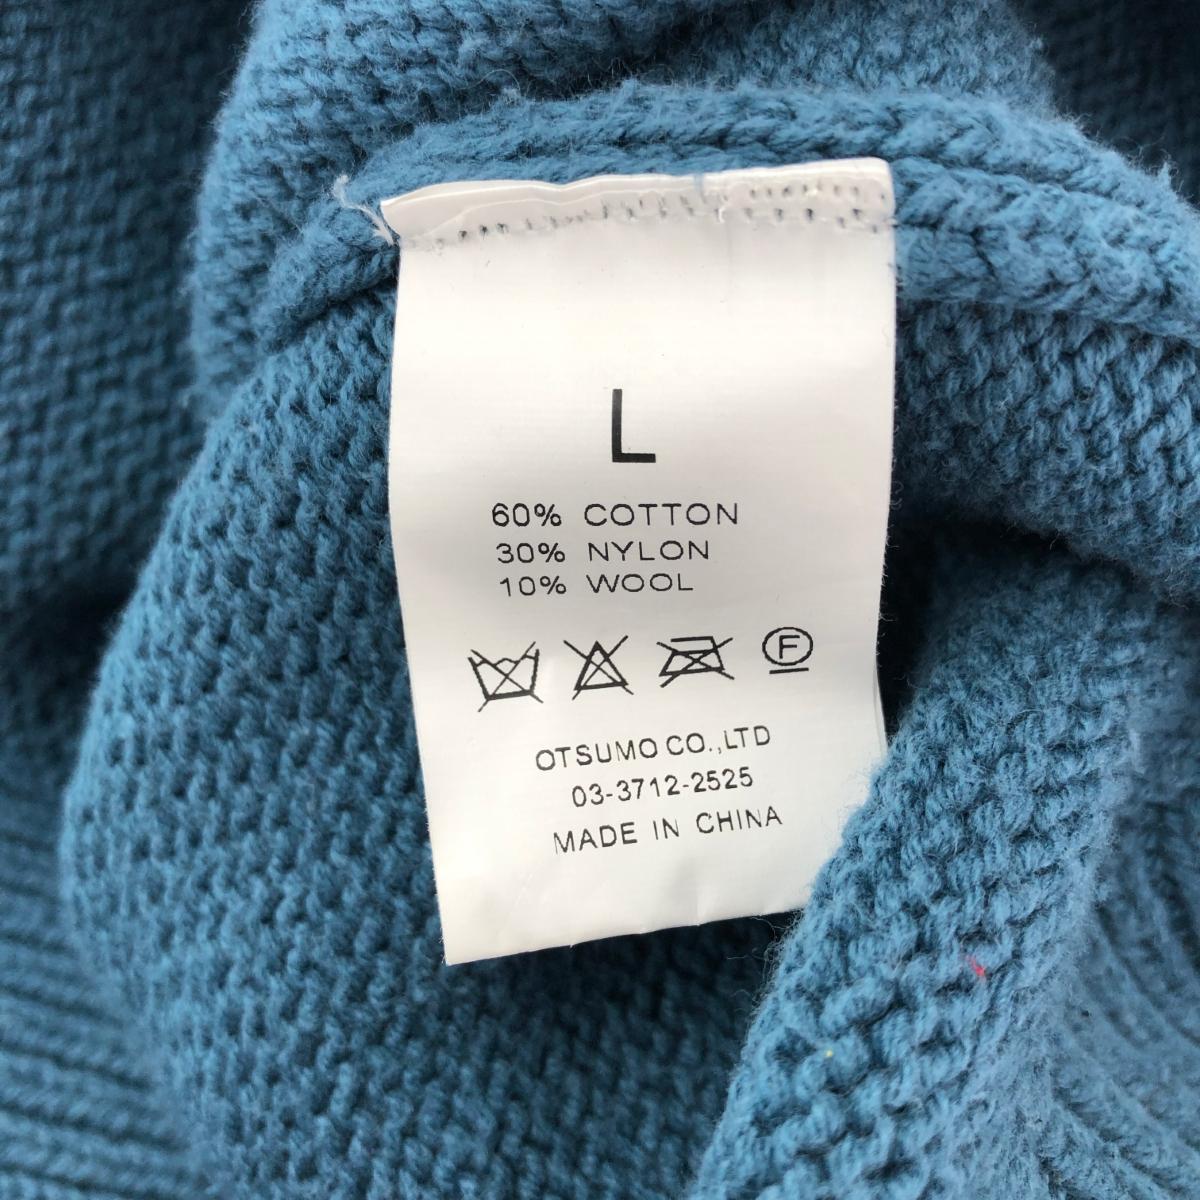 L
60% COTTON
30% NYLON
10% WOOL
F
OTSUMO CO.,LTD
03-3712-2525
MADE IN CHINA